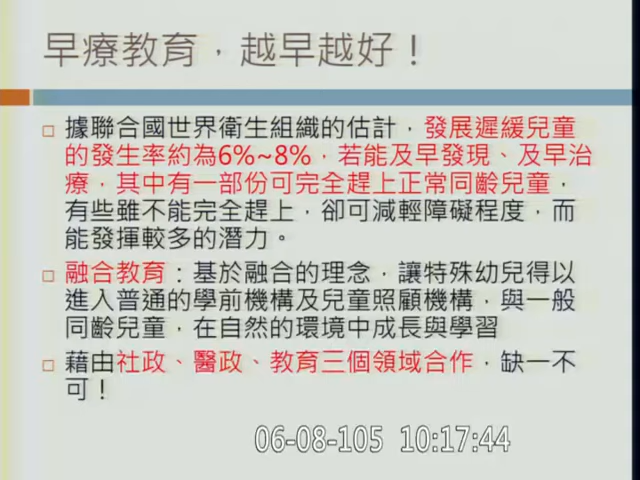 早療教育，越早越好！
□ 據聯合國世界衛生組織的估計，發展遲緩兒童
的發生率約為6%~8%，若能及早發現、及早治
療，其中有一部份可完全趕上正常同齡兒童，
有些雖不能完全趕上，卻可減輕障礙程度，而
能發揮較多的潛力。
□ 融合教育：基於融合的理念，讓特殊幼兒得以
進入普通的學前機構及兒童照顧機構，與一般
同齡兒童，在自然的環境中成長與學習
□ 藉由社政、醫政、教育三個領域合作，缺一不
可！
06-08-105 10:17:44